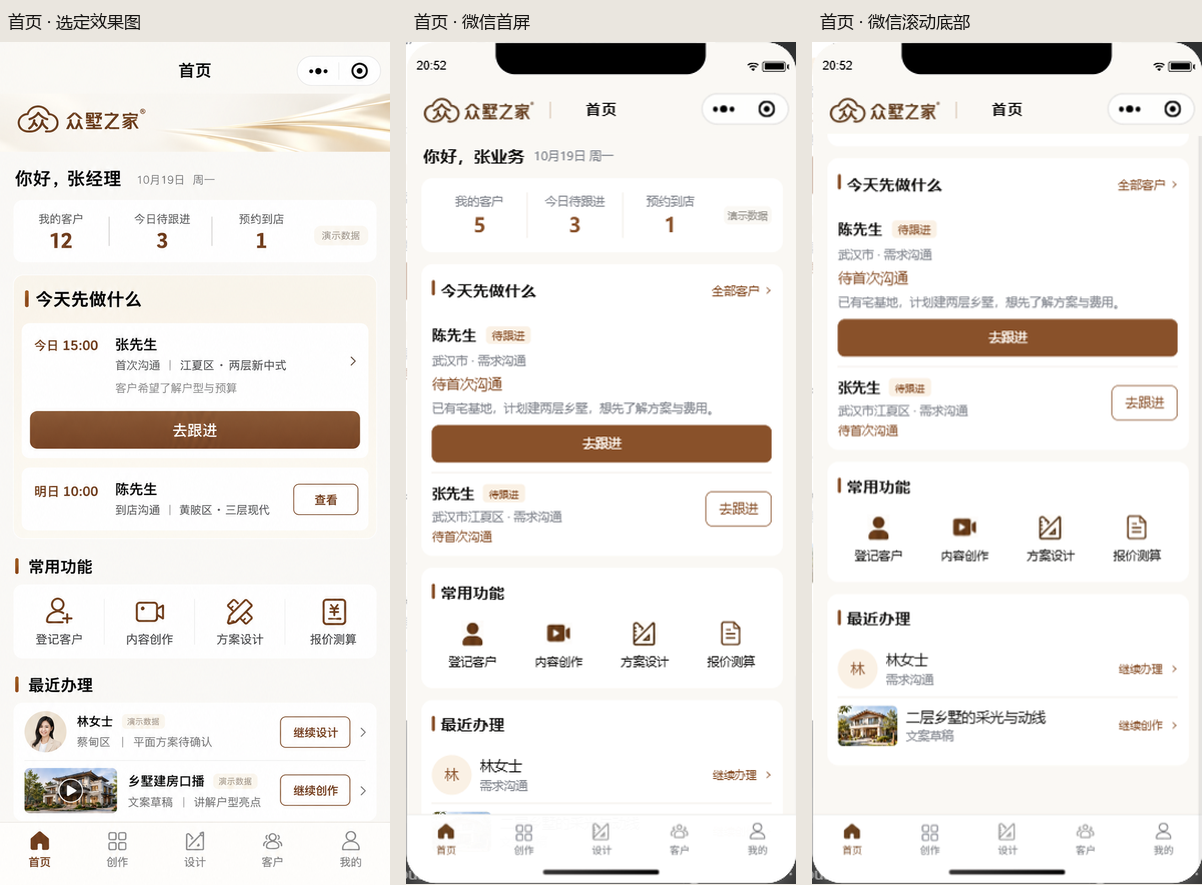 首页 · 选定效果图
首页
众墅之家®
你好，张经理 10月19日 周一
我的客户 今日待跟进 预约到店
12 3 1 演示数据
今天先做什么
今日 15:00 张先生
首次沟通 | 江夏区 · 两层新中式
客户希望了解户型与预算
去跟进
明日 10:00 陈先生
到店沟通 | 黄陂区 · 三层现代
查看
常用功能
登记客户 内容创作 方案设计 报价测算
最近办理
林女士 演示数据
蔡甸区 | 平面方案待确认
继续设计
乡墅建房口播 演示数据
文案草稿 | 讲解户型亮点
继续创作
首页 创作 设计 客户 我的
首页 · 微信首屏
20:52
众墅之家® 首页
你好，张业务 10月19日 周一
我的客户 今日待跟进 预约到店
5 3 1 演示数据
今天先做什么 全部客户
陈先生 待跟进
武汉市 · 需求沟通
待首次沟通
已有宅基地，计划建两层乡墅，想先了解方案与费用。
去跟进
张先生 待跟进
武汉市江夏区 · 需求沟通
待首次沟通
去跟进
常用功能
登记客户 内容创作 方案设计 报价测算
最近办理
林 林女士
需求沟通
继续办理
首页 创作 设计 客户 我的
首页 · 微信滚动底部
20:52
众墅之家® 首页
今天先做什么 全部客户
陈先生 待跟进
武汉市 · 需求沟通
待首次沟通
已有宅基地，计划建两层乡墅，想先了解方案与费用。
去跟进
张先生 待跟进
武汉市江夏区 · 需求沟通
待首次沟通
去跟进
常用功能
登记客户 内容创作 方案设计 报价测算
最近办理
林 林女士
需求沟通
继续办理
二层乡墅的采光与动线
文案草稿
继续创作
首页 创作 设计 客户 我的